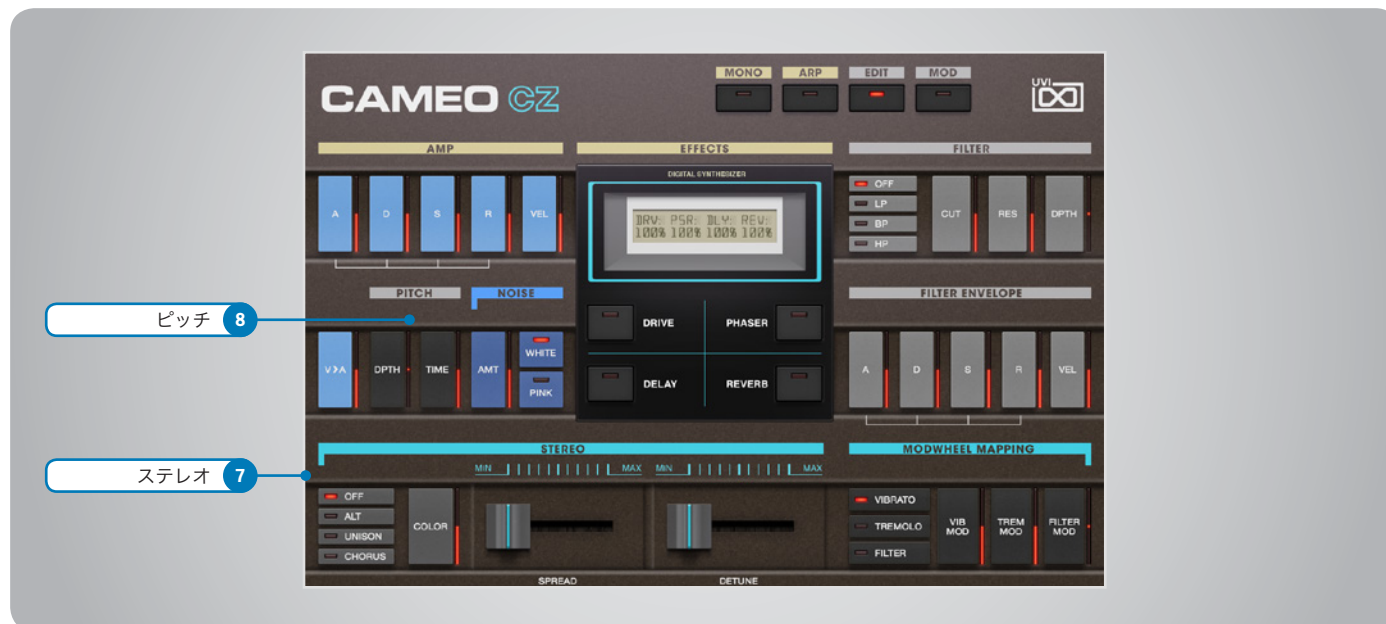 CAMEO CZ
MONO ARP EDIT MOD
UVI
AMP EFFECTS FILTER
DIGITAL SYNTHESIZER
A D S R VEL
DRV: PSR: DLY: REV:
100% 100% 100% 100%
OFF
LP
BP
HP
CUT RES DPTH
PITCH NOISE FILTER ENVELOPE
ピッチ 8
V>A DPTH TIME AMT
WHITE
PINK
DRIVE PHASER
DELAY REVERB
A D S R VEL
STEREO MODWHEEL MAPPING
MIN MAX MIN MAX
ステレオ 7
OFF
ALT
UNISON
CHORUS
COLOR
SPREAD DETUNE
VIBRATO
TREMOLO
FILTER
VIB
MOD
TREM
MOD
FILTER
MOD